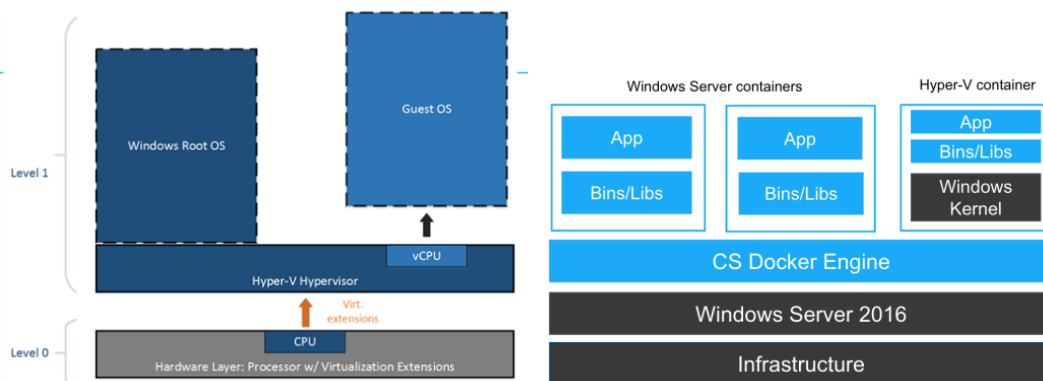 Level 1
Windows Root OS
Guest OS
vCPU
Hyper-V Hypervisor
Virt.
extensions
Level 0
CPU
Hardware Layer: Processor w/ Virtualization Extensions
Windows Server containers
Hyper-V container
App
Bins/Libs
App
Bins/Libs
App
Bins/Libs
Windows
Kernel
CS Docker Engine
Windows Server 2016
Infrastructure